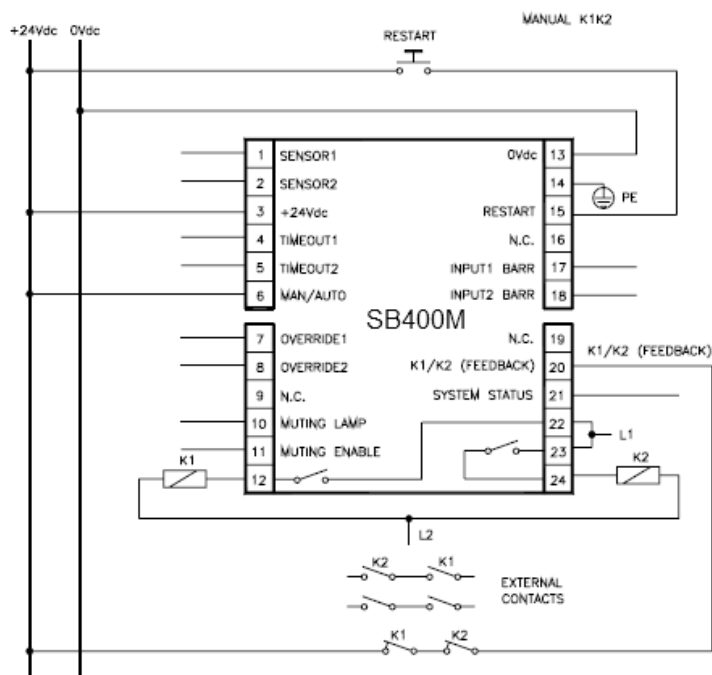 MANUAL K1K2
+24Vdc 0Vdc
RESTART
1 SENSOR1
2 SENSOR2
3 +24Vdc
4 TIMEOUT1
5 TIMEOUT2
6 MAN/AUTO
0Vdc 13
14 PE
RESTART 15
N.C. 16
INPUT1 BARR 17
INPUT2 BARR 18
SB400M
7 OVERRIDE1
8 OVERRIDE2
9 N.C.
10 MUTING LAMP
11 MUTING ENABLE
12
K1
N.C. 19
K1/K2 (FEEDBACK) 20
K1/K2 (FEEDBACK)
SYSTEM STATUS 21
22
L1
23
24
K2
L2
K2 K1
EXTERNAL
CONTACTS
K1 K2